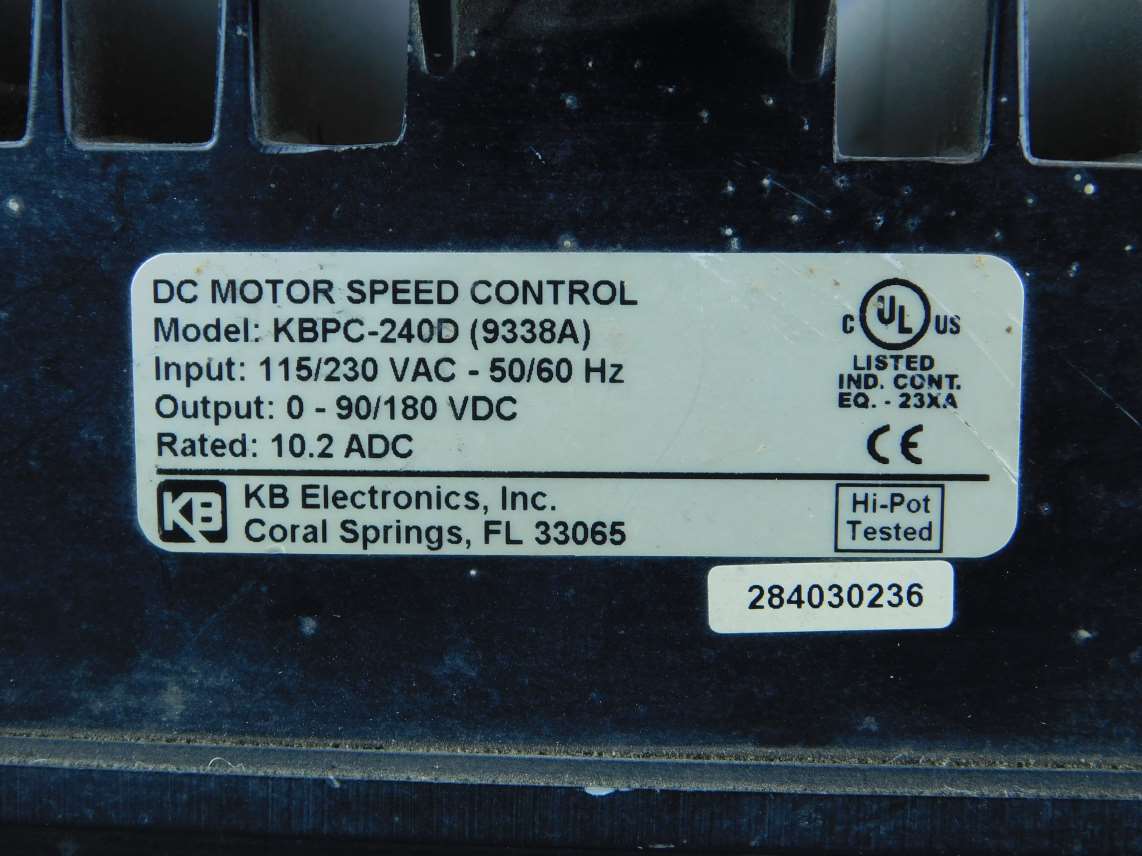 DC MOTOR SPEED CONTROL
Model: KBPC-240D (9338A)
Input: 115/230 VAC - 50/60 Hz
Output: 0 - 90/180 VDC
Rated: 10.2 ADC
C UL US
LISTED
IND. CONT.
EQ. - 23XA
CE
KB
KB Electronics, Inc.
Coral Springs, FL 33065
Hi-Pot
Tested
284030236